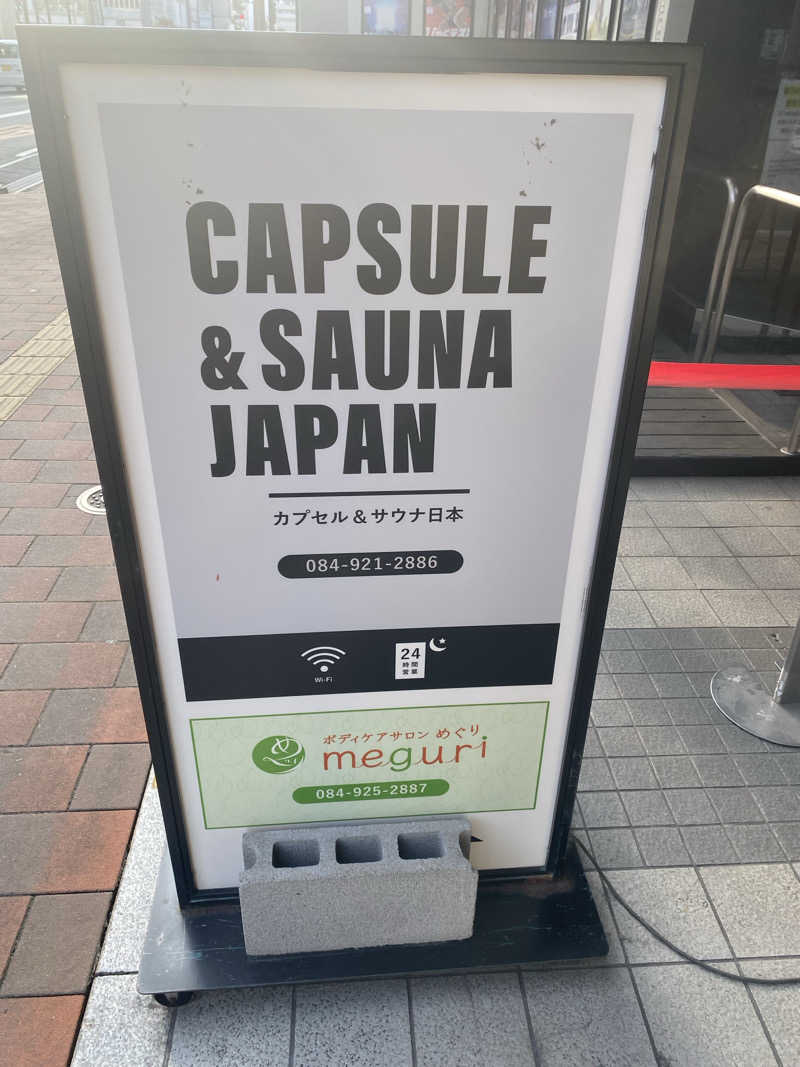 CAPSULE
& SAUNA
JAPAN
カプセル＆サウナ日本
084-921-2886
Wi-Fi
24
時間
営業
め
ボディケアサロン めぐり
meguri
084-925-2887